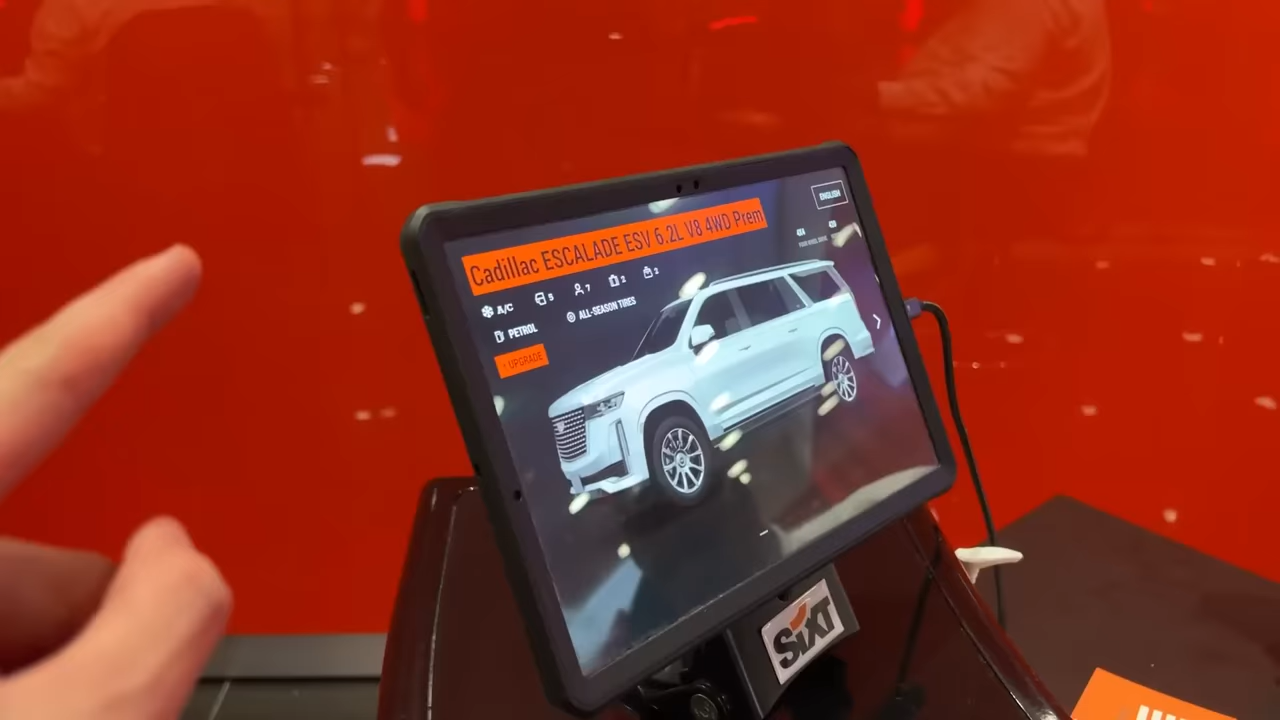 ENGLISH
Cadillac ESCALADE ESV 6.2L V8 4WD Prem
A/C 5 7 2 2
PETROL ALL-SEASON TIRES
UPGRADE
4X4
SIXT